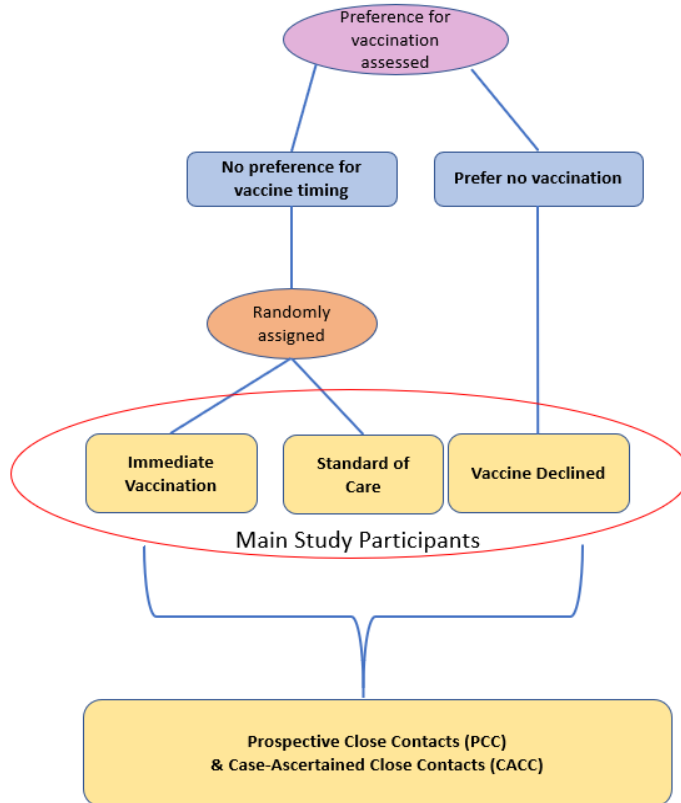 Preference for
vaccination
assessed
No preference for
vaccine timing
Prefer no vaccination
Randomly
assigned
Immediate
Vaccination
Standard of
Care
Vaccine Declined
Main Study Participants
Prospective Close Contacts (PCC)
& Case-Ascertained Close Contacts (CACC)